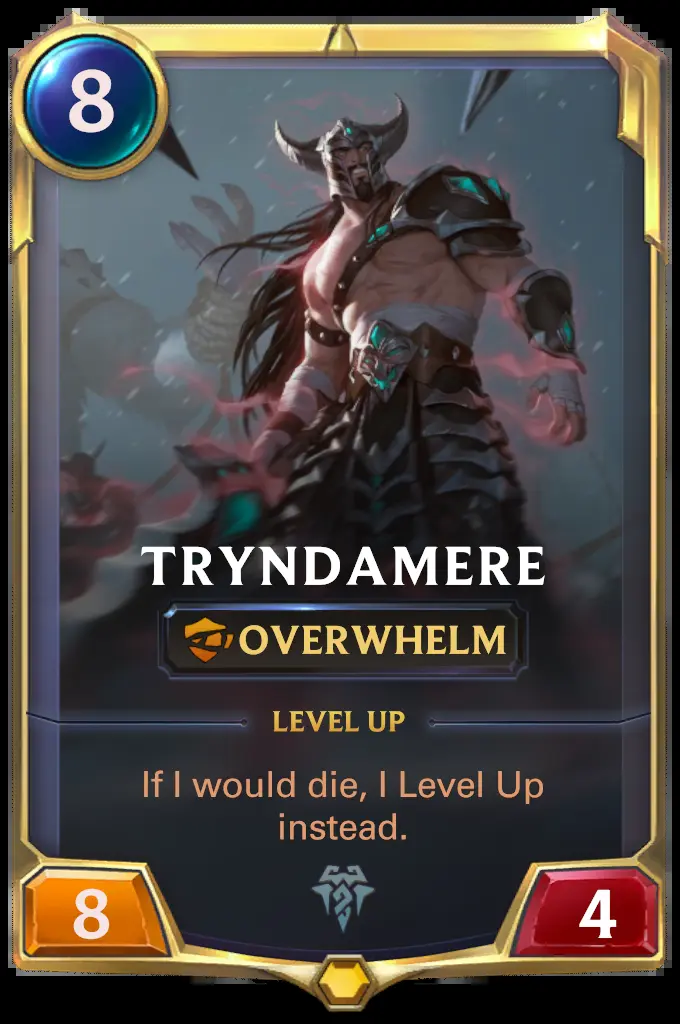 8
TRYNDAMERE
OVERWHELM
LEVEL UP
If I would die, I Level Up
instead.
8
4